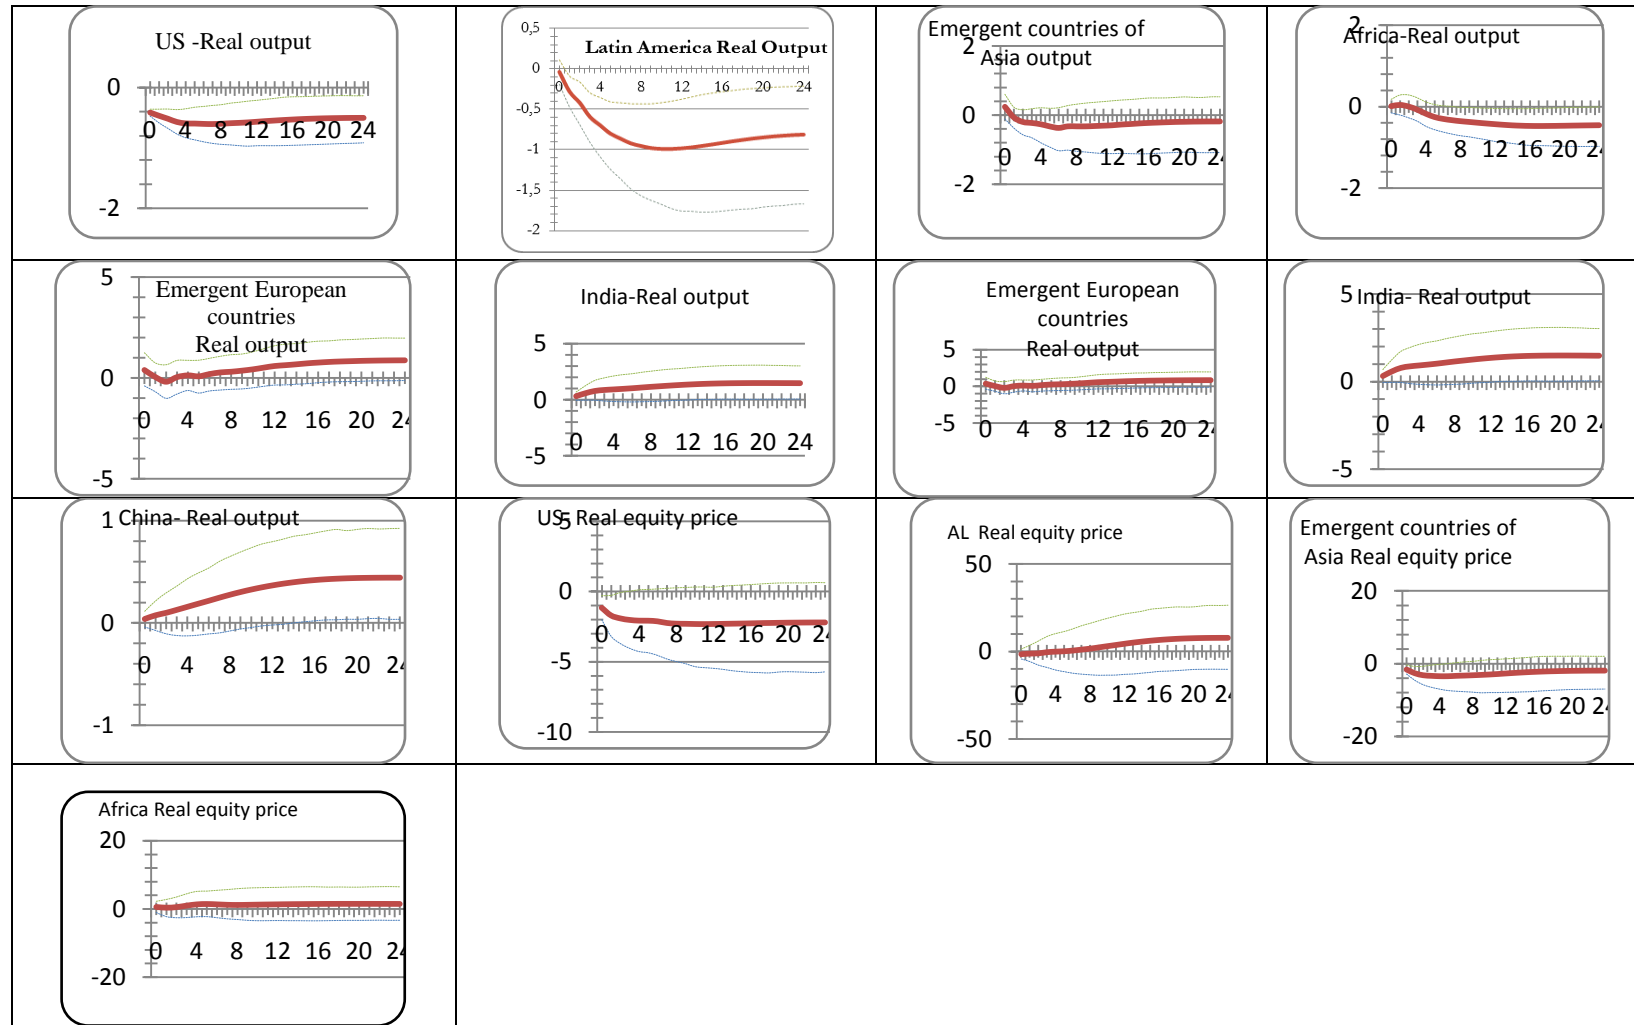 US -Real output
0
0 4 8 12 16 20 24
-2
0,5
Latin America Real Output
0
0 4 8 12 16 20 24
-0,5
-1
-1,5
-2
Emergent countries of
2
Asia output
0
0 4 8 12 16 20 24
-2
2
Africa-Real output
0
0 4 8 12 16 20 24
-2
5
Emergent European
countries
Real output
0
0 4 8 12 16 20 24
-5
India-Real output
5
0
0 4 8 12 16 20 24
-5
Emergent European
countries
Real output
5
0
0 4 8 12 16 20 24
-5
5
India- Real output
0
0 4 8 12 16 20 24
-5
1
China- Real output
0
0 4 8 12 16 20 24
-1
5
US- Real equity price
0
0 4 8 12 16 20 24
-5
-10
AL Real equity price
50
0
0 4 8 12 16 20 24
-50
Emergent countries of
Asia Real equity price
20
0
0 4 8 12 16 20 24
-20
Africa Real equity price
20
0
0 4 8 12 16 20 24
-20